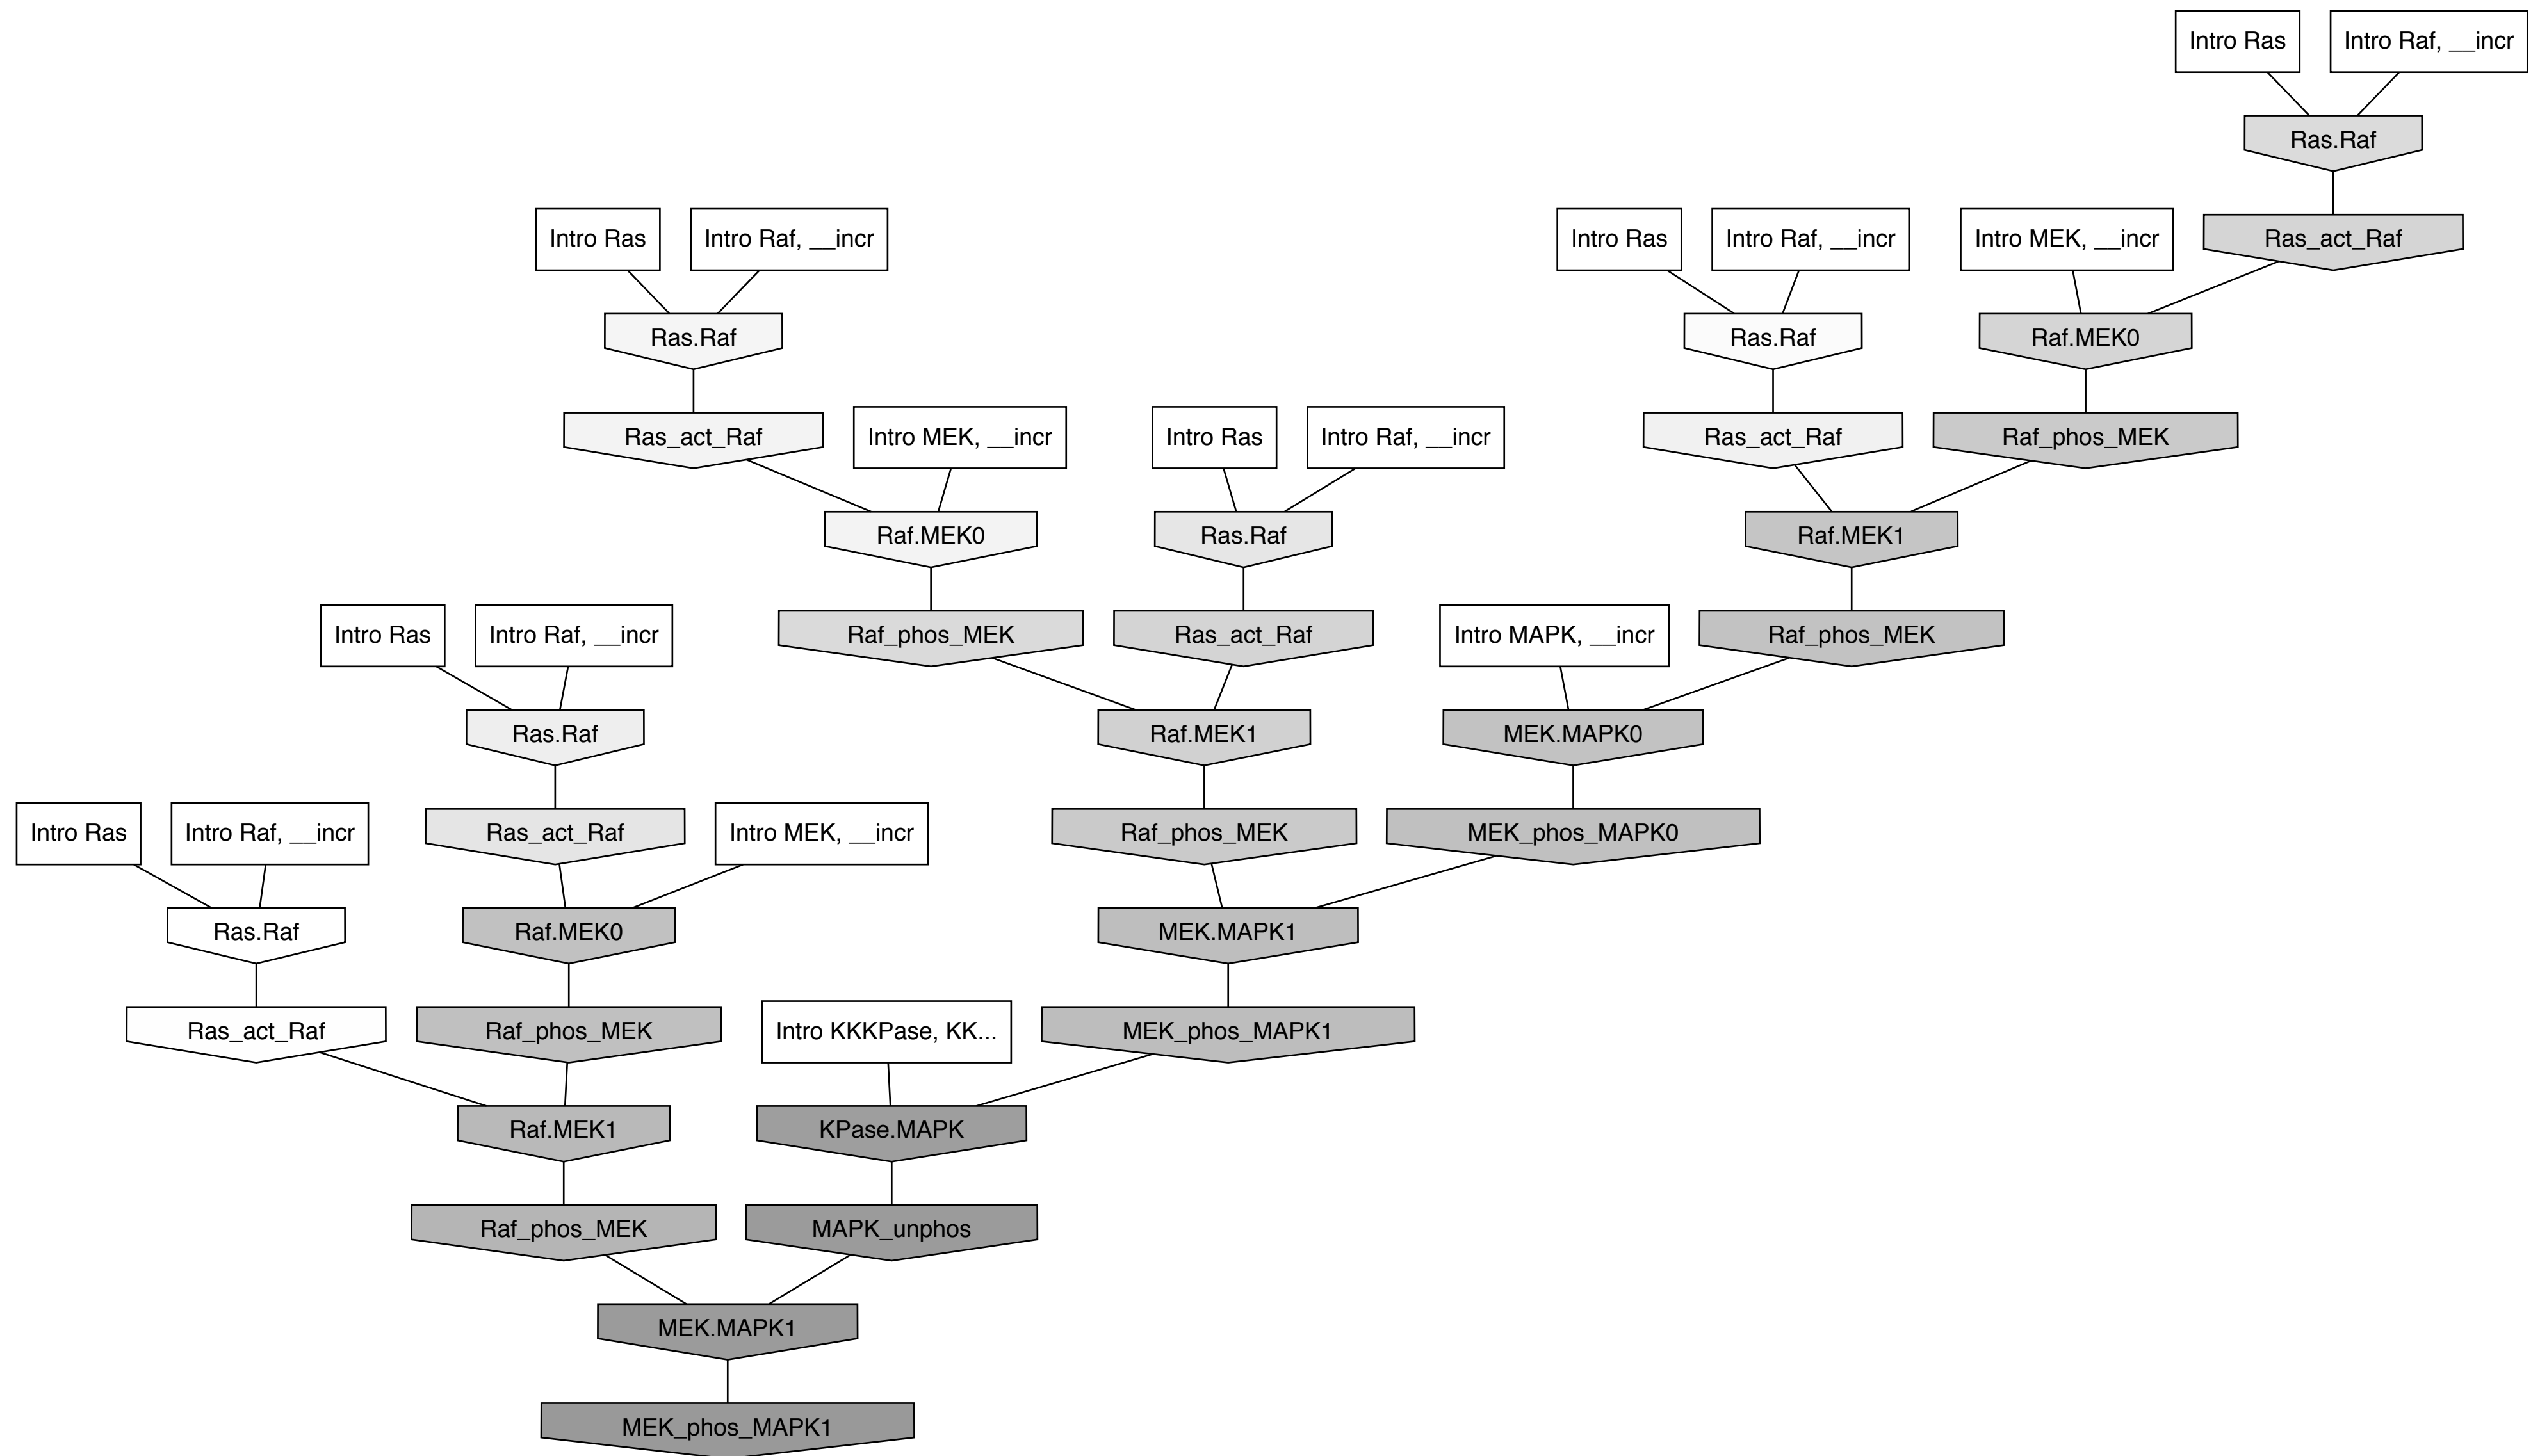 Intro Ras
Intro Raf, __incr
Ras.Raf
Intro Ras
Intro Raf, __incr
Intro Ras
Intro Raf, __incr
Intro MEK, __incr
Ras_act_Raf
Ras.Raf
Ras.Raf
Raf.MEK0
Ras_act_Raf
Intro MEK, __incr
Intro Ras
Intro Raf, __incr
Ras_act_Raf
Raf_phos_MEK
Raf.MEK0
Ras.Raf
Raf.MEK1
Intro Ras
Intro Raf, __incr
Raf_phos_MEK
Ras_act_Raf
Intro MAPK, __incr
Raf_phos_MEK
Ras.Raf
Raf.MEK1
MEK.MAPK0
Intro Ras
Intro Raf, __incr
Ras_act_Raf
Intro MEK, __incr
Raf_phos_MEK
MEK_phos_MAPK0
Ras.Raf
Raf.MEK0
MEK.MAPK1
Ras_act_Raf
Raf_phos_MEK
Intro KKKPase, KK...
MEK_phos_MAPK1
Raf.MEK1
KPase.MAPK
Raf_phos_MEK
MAPK_unphos
MEK.MAPK1
MEK_phos_MAPK1